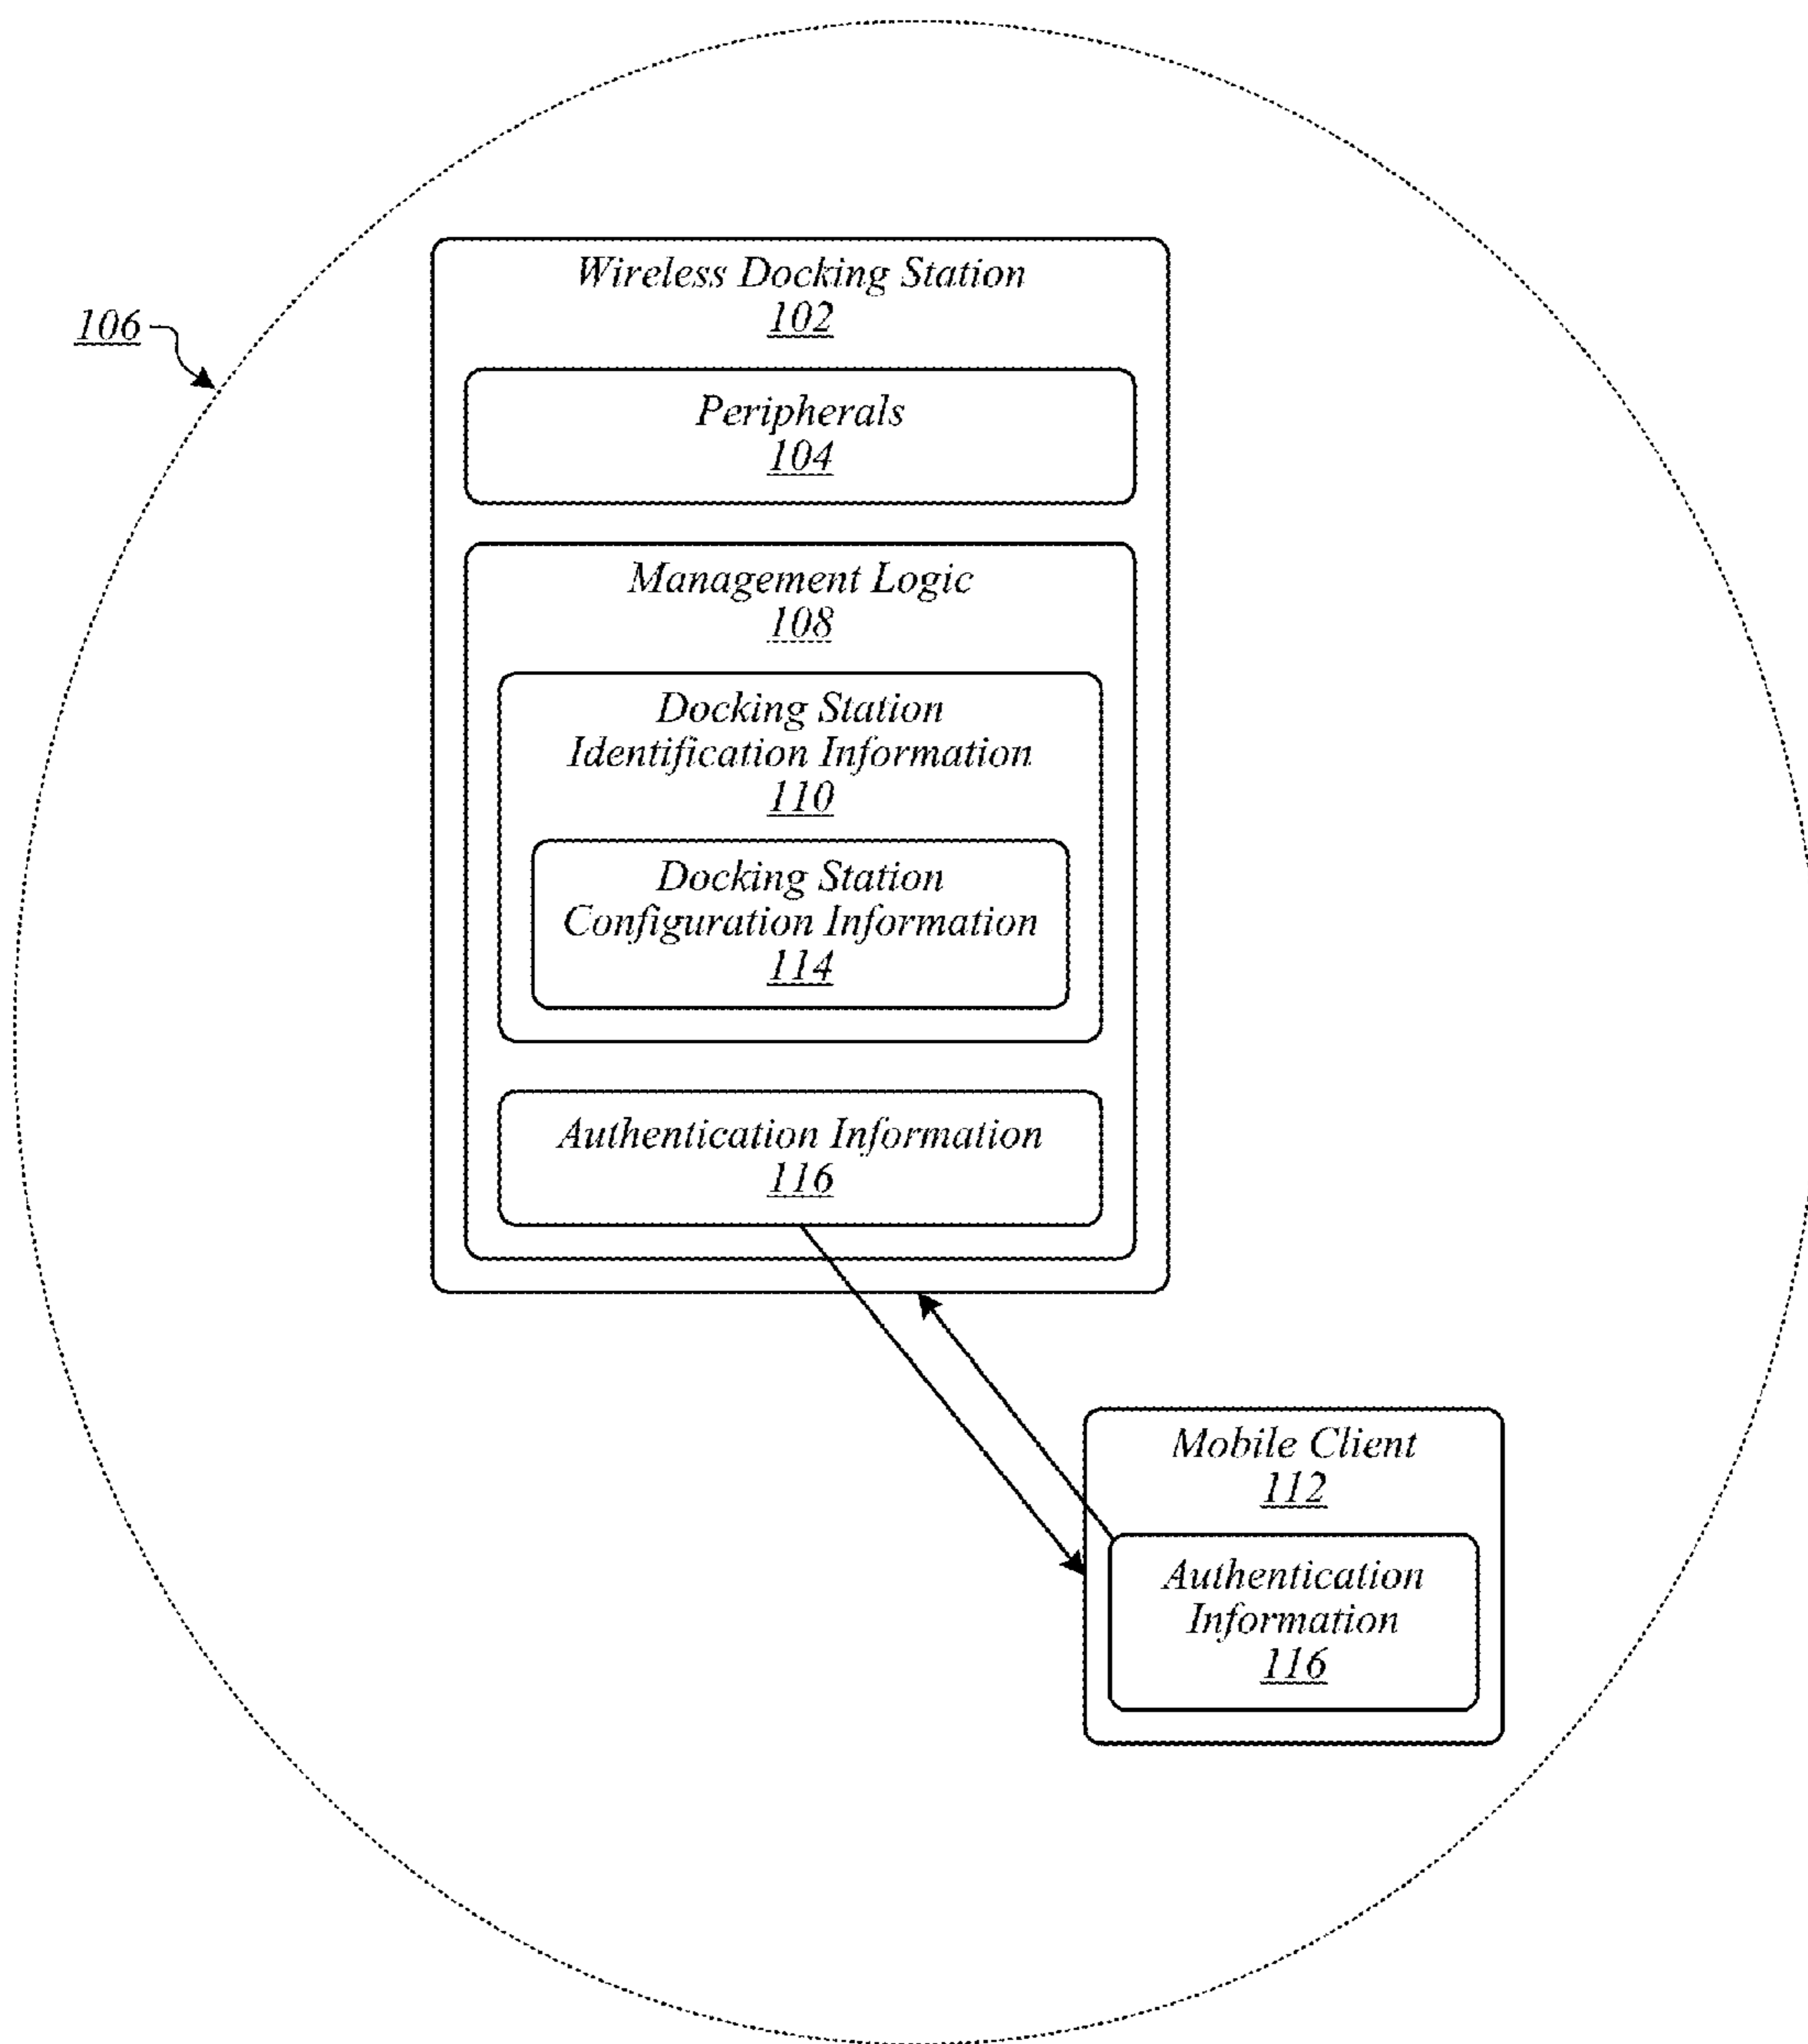 Wireless Docking Station
102
106
Peripherals
104
Management Logic
108
Docking Station
Identification Information
110
Docking Station
Configuration Information
114
Authentication Information
116
Mobile Client
112
Authentication
Information
116